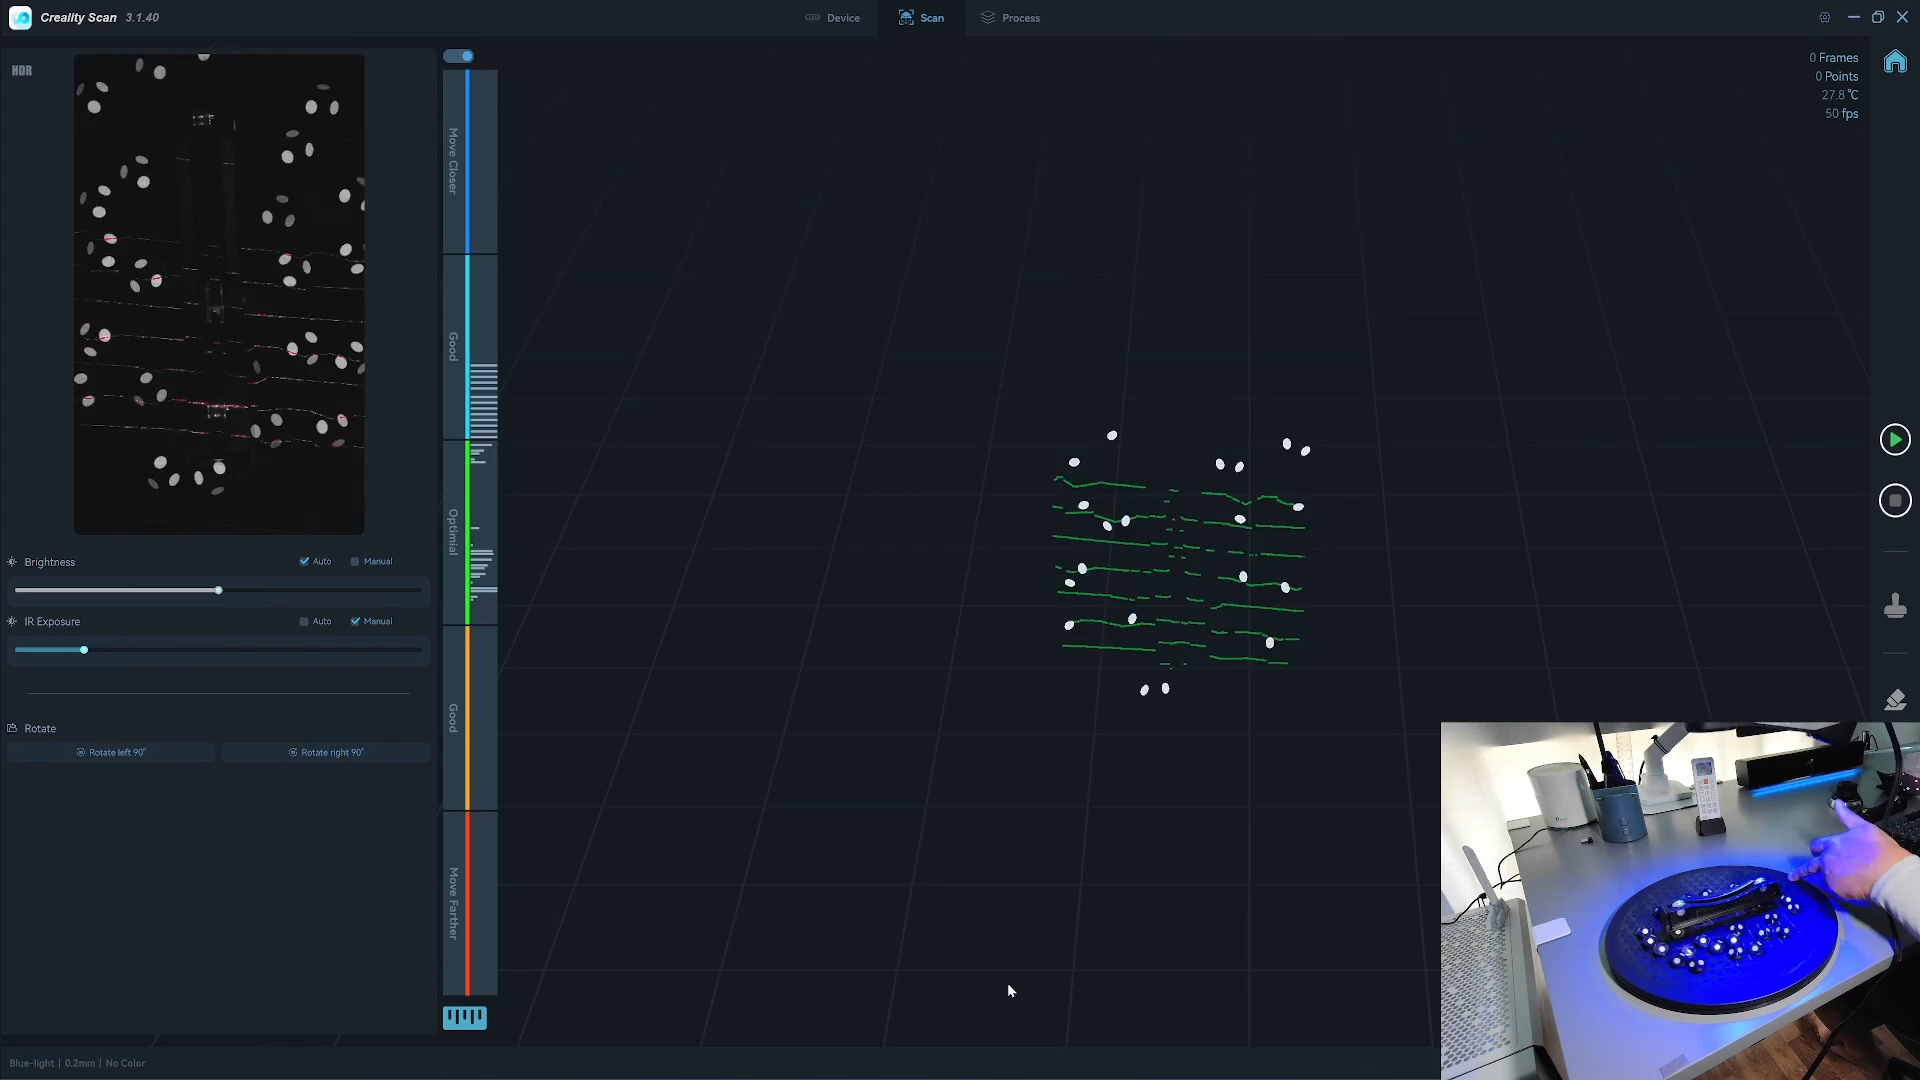 Creality Scan 3.1.40
Device
Scan
Process
HDR
0 Frames
0 Points
27.8 ℃
50 fps
Move Closer
Good
Optimial
Good
Move Farther
Brightness
Auto
Manual
IR Exposure
Auto
Manual
Rotate
Rotate left 90°
Rotate right 90°
Blue-light | 0.2mm | No Color